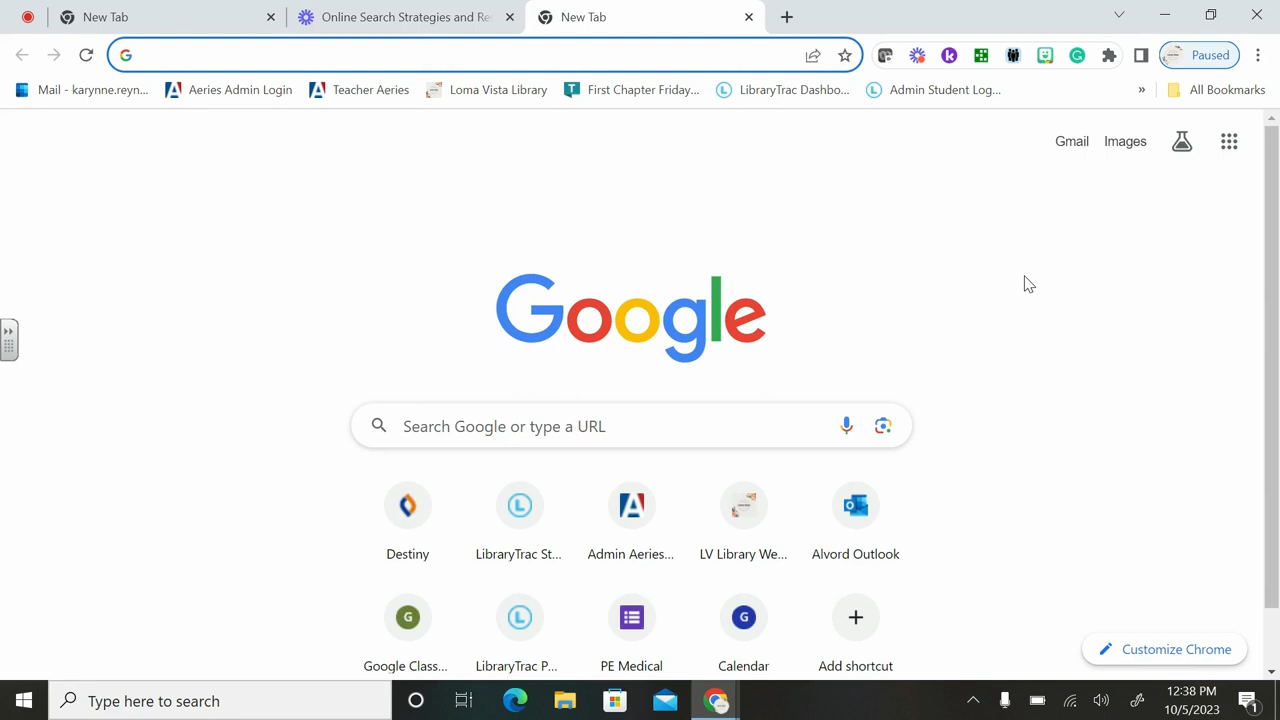 New Tab
Online Search Strategies and Re
New Tab
Paused
Mail - karynne.reyn...
Aeries Admin Login
Teacher Aeries
Loma Vista Library
First Chapter Friday...
LibraryTrac Dashbo...
Admin Student Log...
»
All Bookmarks
Gmail
Images
Google
Search Google or type a URL
Destiny
LibraryTrac St...
Admin Aeries...
LV Library We...
Alvord Outlook
G
G
Google Class...
LibraryTrac P...
PE Medical
Calendar
Add shortcut
Customize Chrome
Type here to search
12:38 PM
10/5/2023
1